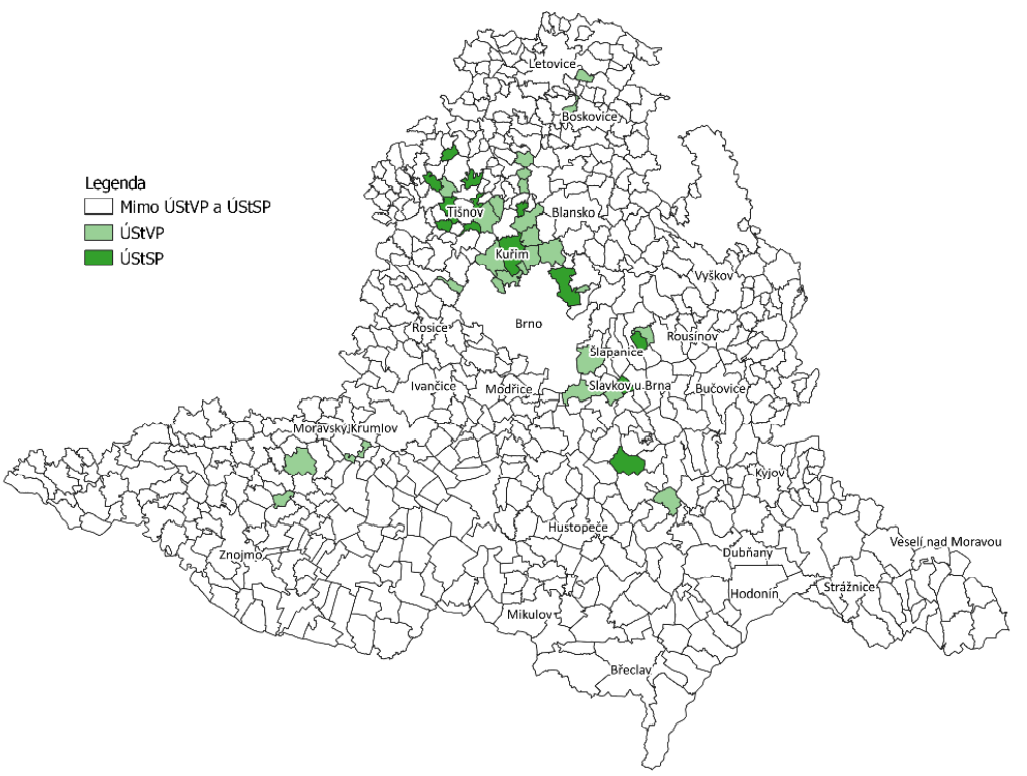 Letovice
Boskovice
Legenda
Mimo ÚStVP a ÚStSP
ÚStVP
ÚStSP
Tišnov
Blansko
Kuřim
Vyškov
Brno
Rosice
Rousínov
Šlapanice
Ivančice
Modřice
Slavkov u Brna
Bučovice
Moravský Krumlov
Kyjov
Hustopeče
Veselí nad Moravou
Znojmo
Dubňany
Strážnice
Hodonín
Mikulov
Břeclav